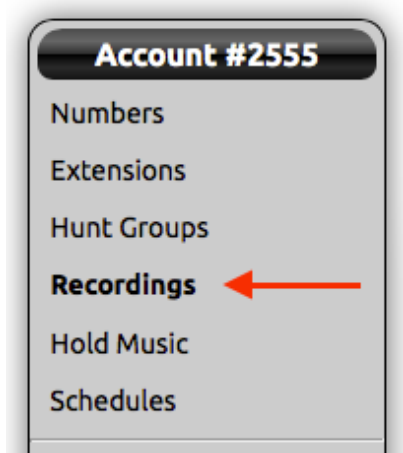 Account #2555
Numbers
Extensions
Hunt Groups
Recordings
Hold Music
Schedules